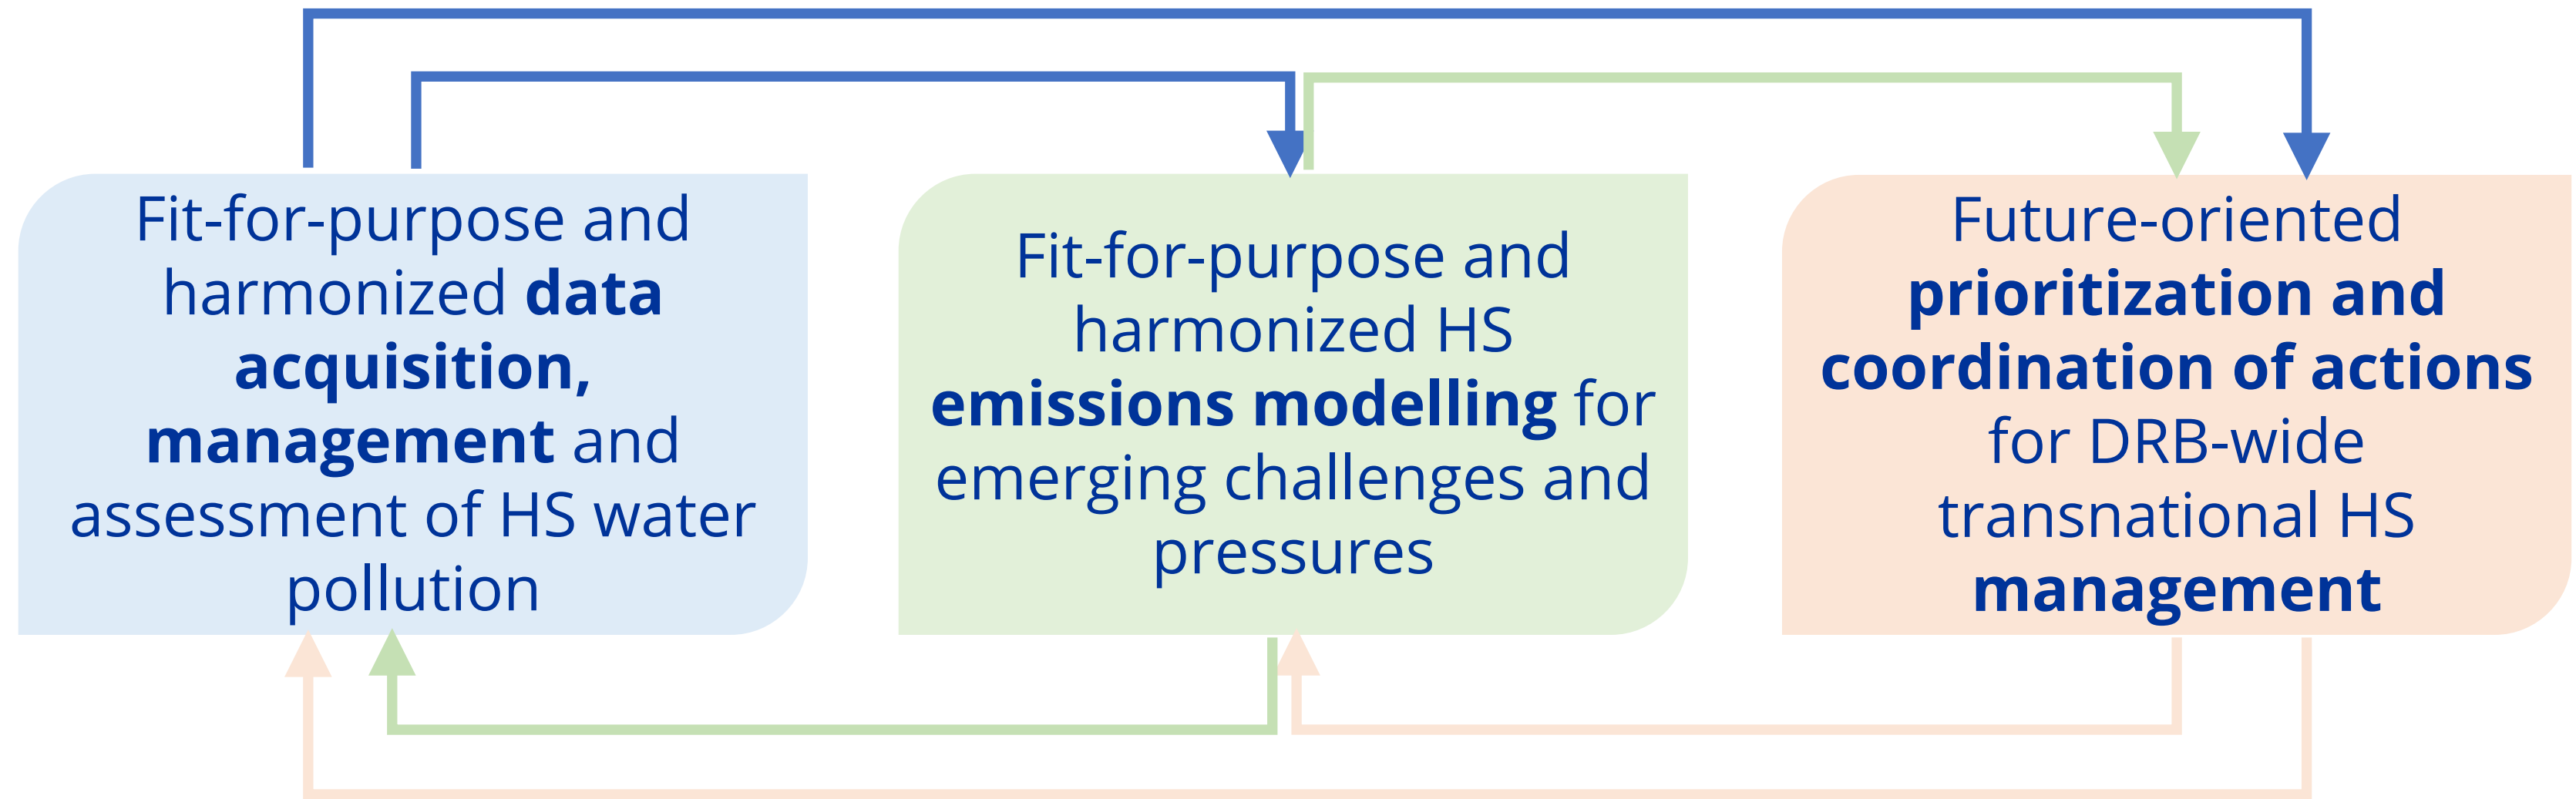 Fit-for-purpose and
harmonized data
acquisition,
management and
assessment of HS water
pollution
Fit-for-purpose and
harmonized HS
emissions modelling for
emerging challenges and
pressures
Future-oriented
prioritization and
coordination of actions
for DRB-wide
transnational HS
management